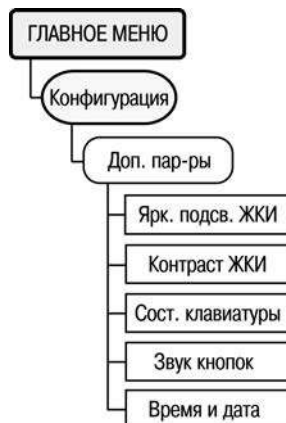 ГЛАВНОЕ МЕНЮ
Конфигурация
Доп. пар-ры
Ярк. подсв. ЖКИ
Контраст ЖКИ
Сост. клавиатуры
Звук кнопок
Время и дата